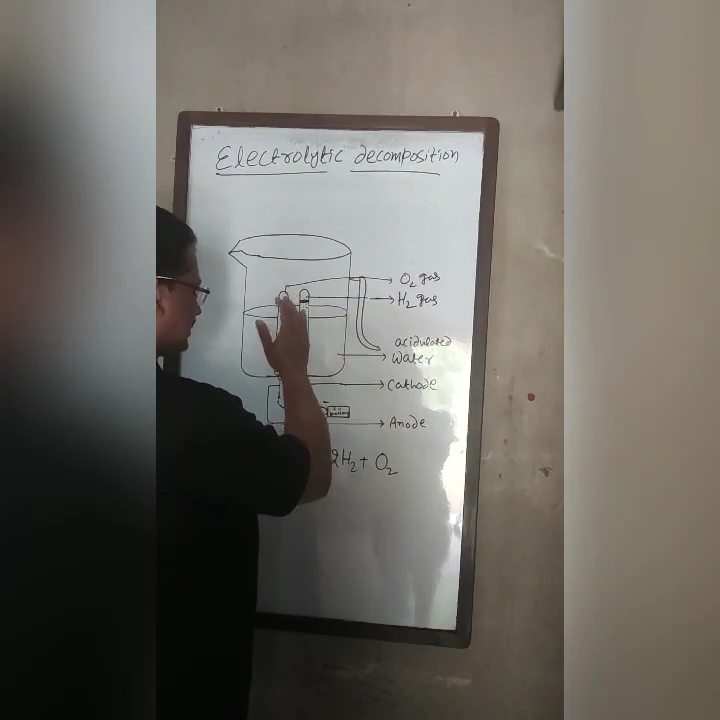 Electrolytic decomposition
O2 gas
H2 gas
acidulated
water
Cathode
Anode
2H2 + O2